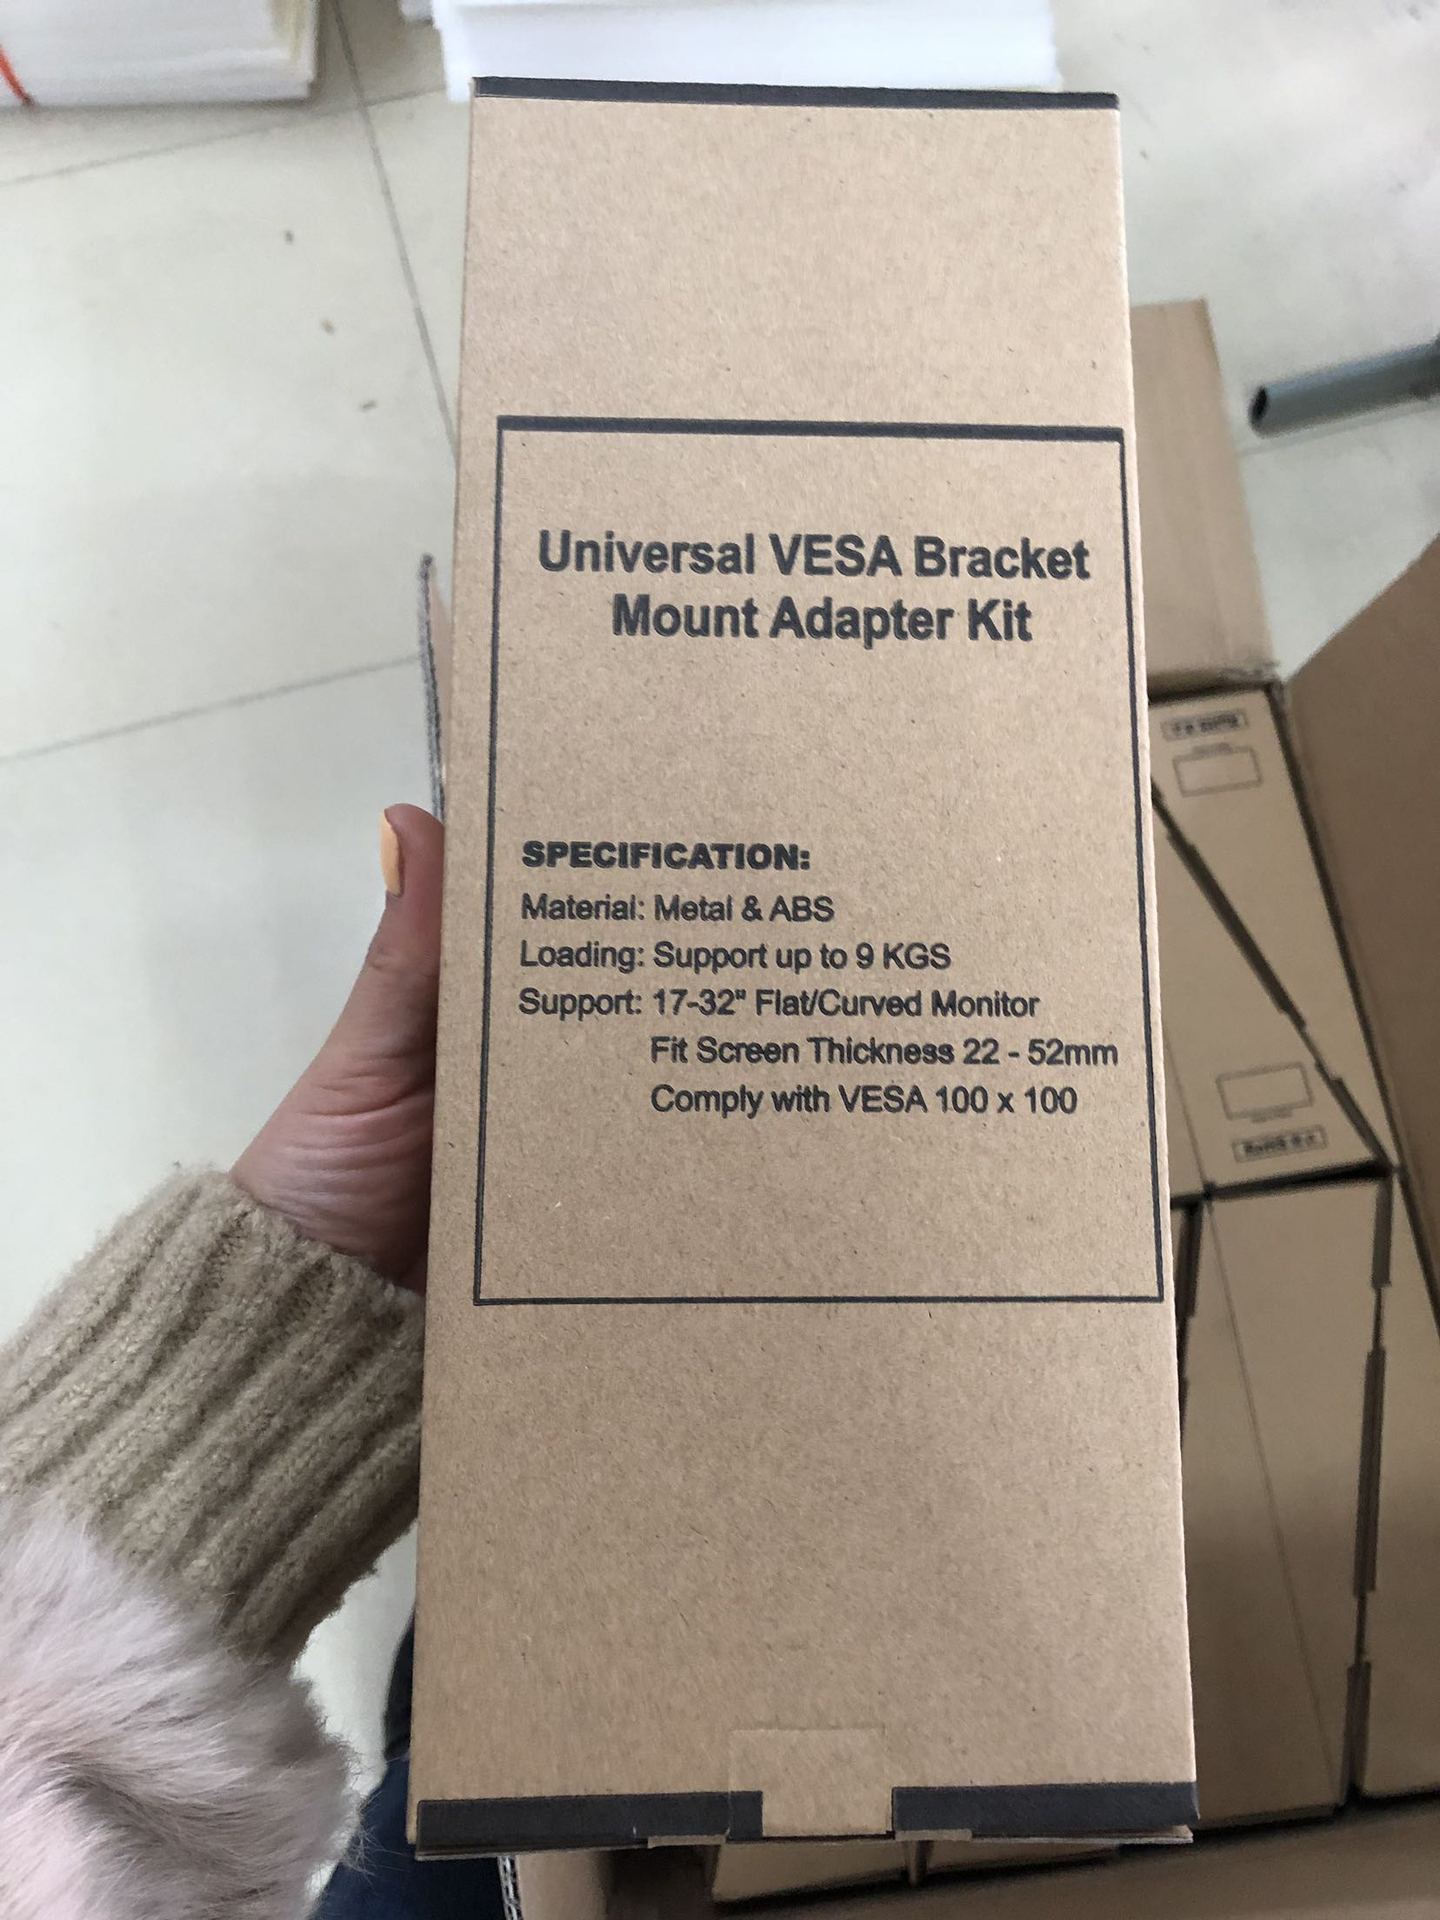 Universal VESA Bracket
Mount Adapter Kit
SPECIFICATION:
Material: Metal & ABS
Loading: Support up to 9 KGS
Support: 17-32" Flat/Curved Monitor
Fit Screen Thickness 22 - 52mm
Comply with VESA 100 x 100